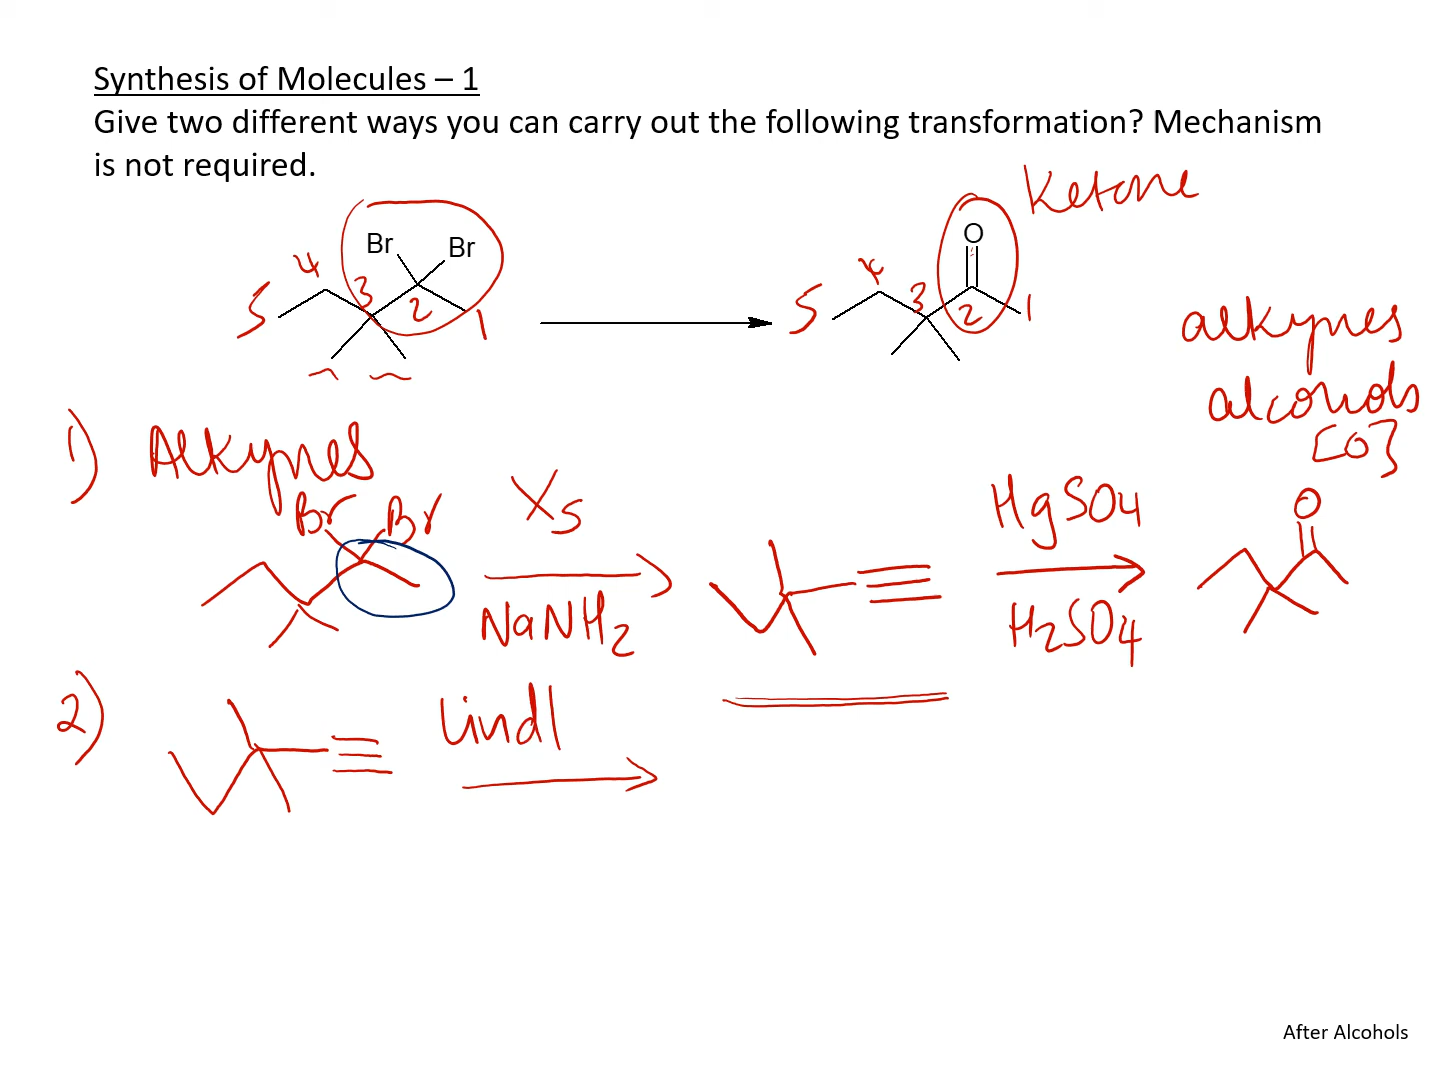 Synthesis of Molecules – 1
Give two different ways you can carry out the following transformation? Mechanism
is not required.
Ketone
Br Br O
5 4 3 2 1
5 4 3 2 1
alkynes
alcohols
[O]
1) Alkynes
Br Br Xs HgSO4 O
NaNH2 H2SO4
2) Lindl
After Alcohols